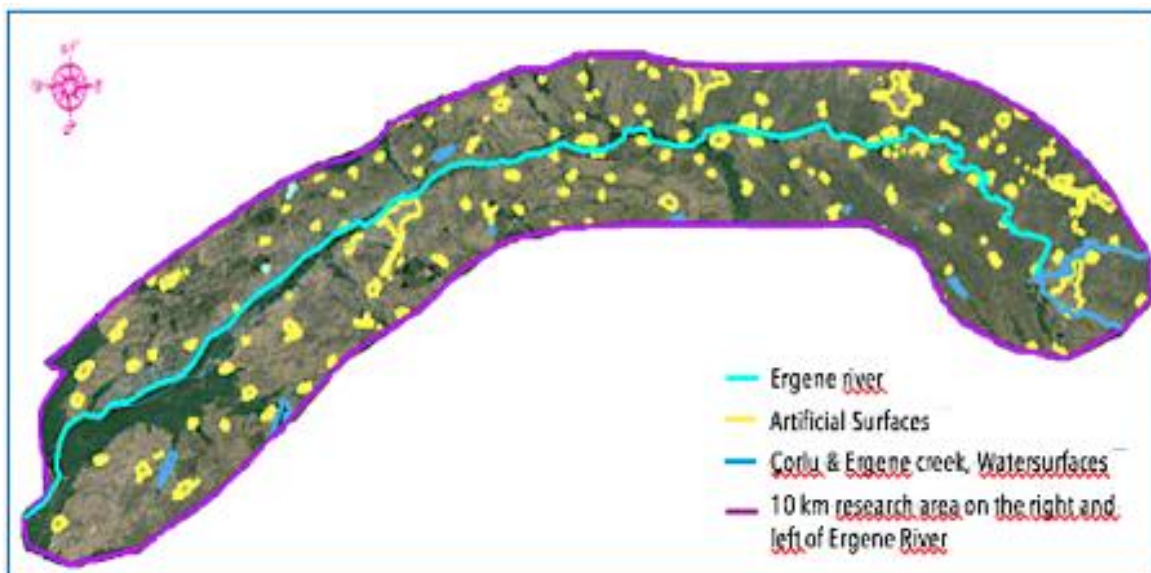 Ergene river
Artificial Surfaces
Corlu & Ergene creek, Watersurfaces
10 km research area on the right and
left of Ergene River